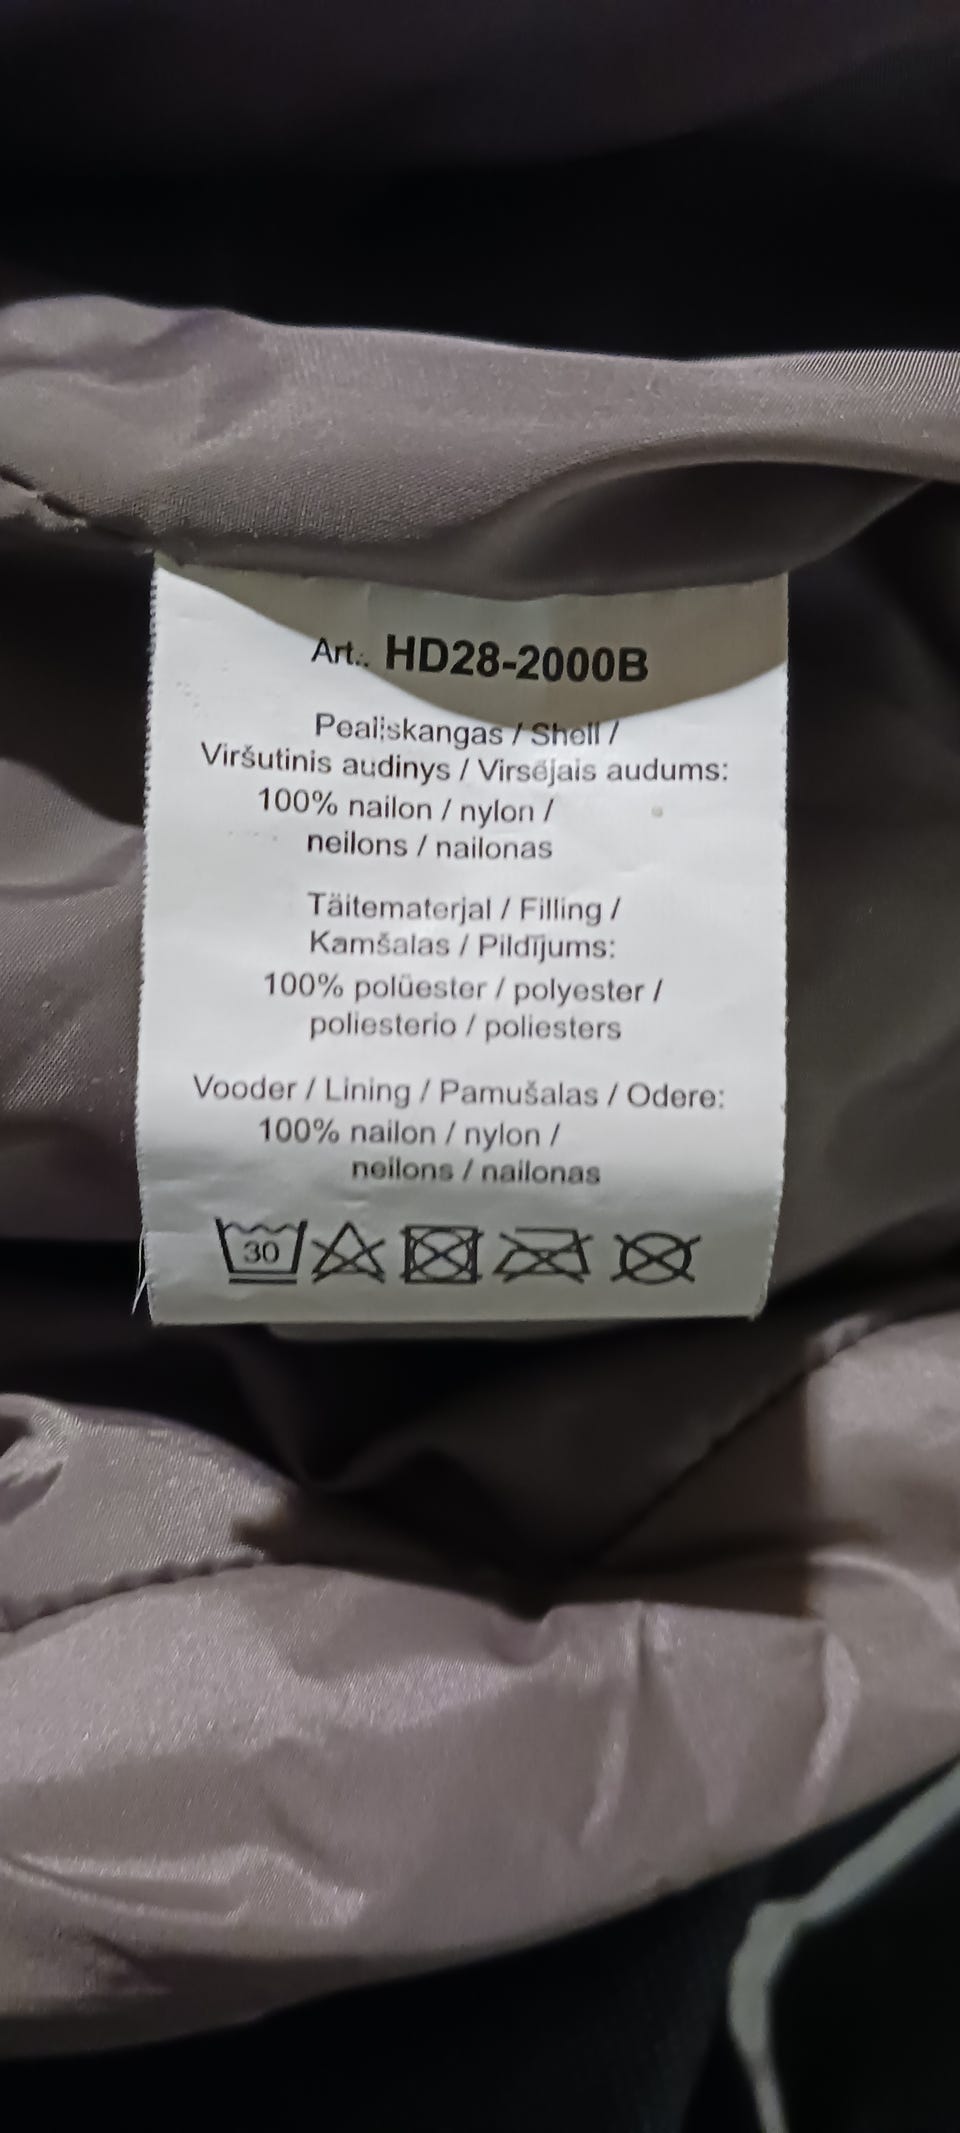 Art.: HD28-2000B
Pealiskangas / Shell /
Viršutinis audinys / Virsējais audums:
100% nailon / nylon /
neilons / nailonas
Täitematerjal / Filling /
Kamšalas / Pildījums:
100% polüester / polyester /
poliesterio / poliesters
Vooder / Lining / Pamušalas / Odere:
100% nailon / nylon /
neilons / nailonas
30